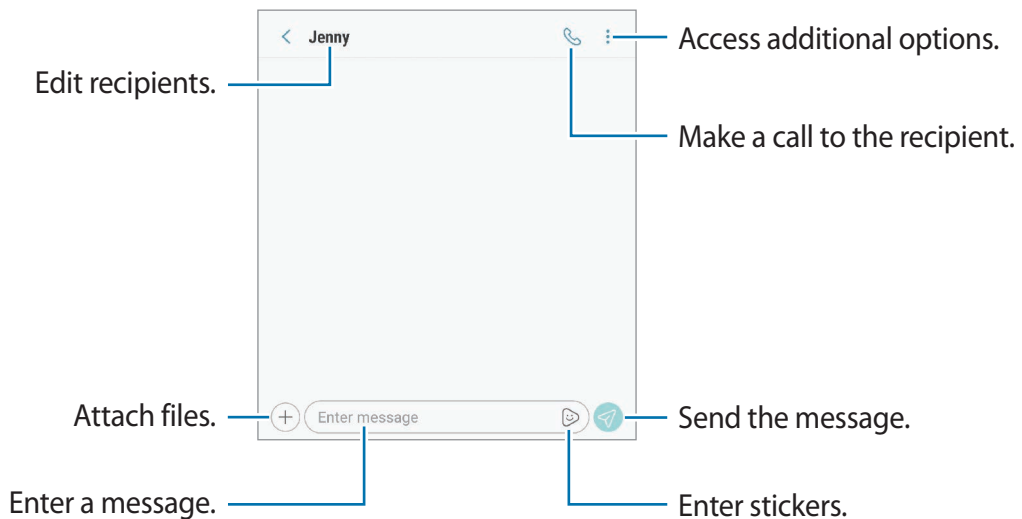 Jenny
Access additional options.
Edit recipients.
Make a call to the recipient.
Attach files.
Enter message
Send the message.
Enter a message.
Enter stickers.